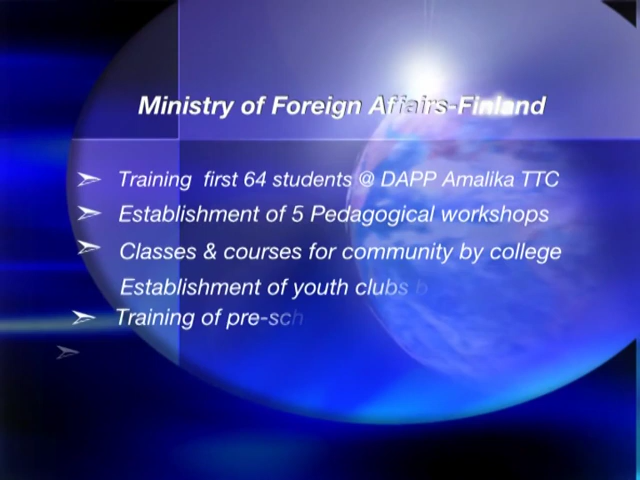 Ministry of Foreign Affairs-Finland
Training first 64 students @ DAPP Amalika TTC
Establishment of 5 Pedagogical workshops
Classes & courses for community by college
Establishment of youth clubs b
Training of pre-sch